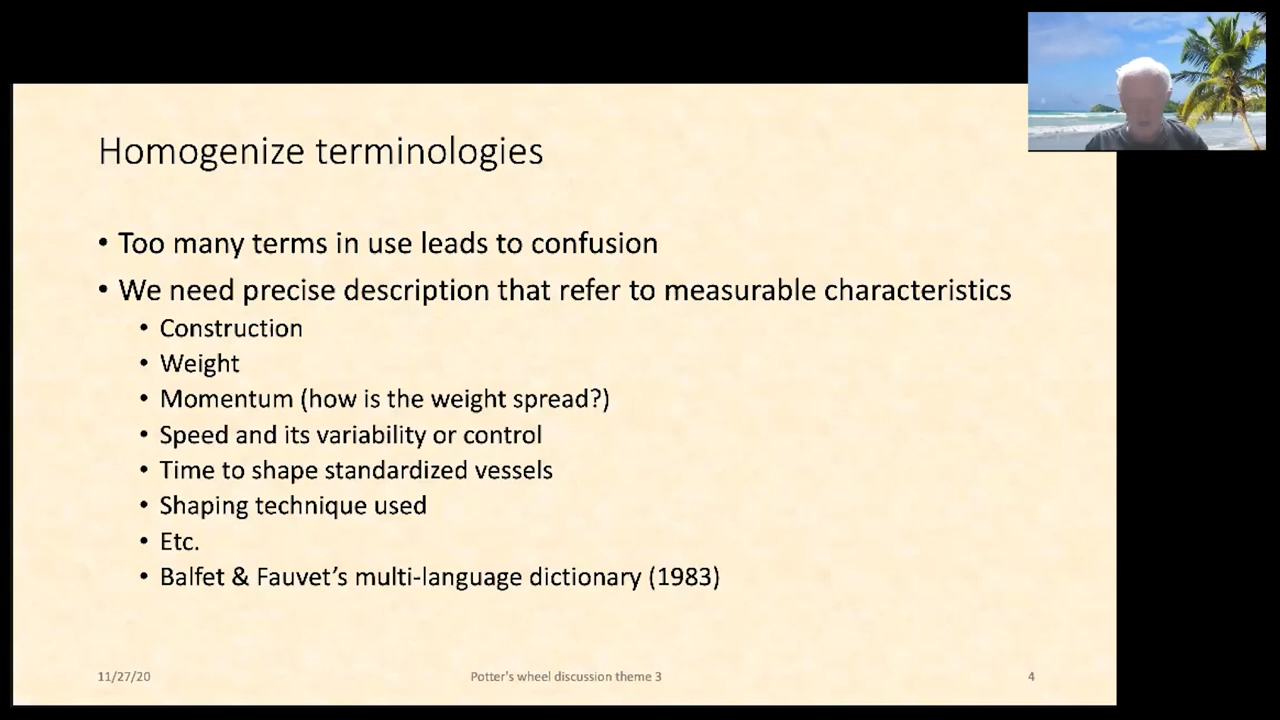 Homogenize terminologies
• Too many terms in use leads to confusion
• We need precise description that refer to measurable characteristics
• Construction
• Weight
• Momentum (how is the weight spread?)
• Speed and its variability or control
• Time to shape standardized vessels
• Shaping technique used
• Etc.
• Balfet & Fauvet’s multi-language dictionary (1983)
11/27/20
Potter's wheel discussion theme 3
4